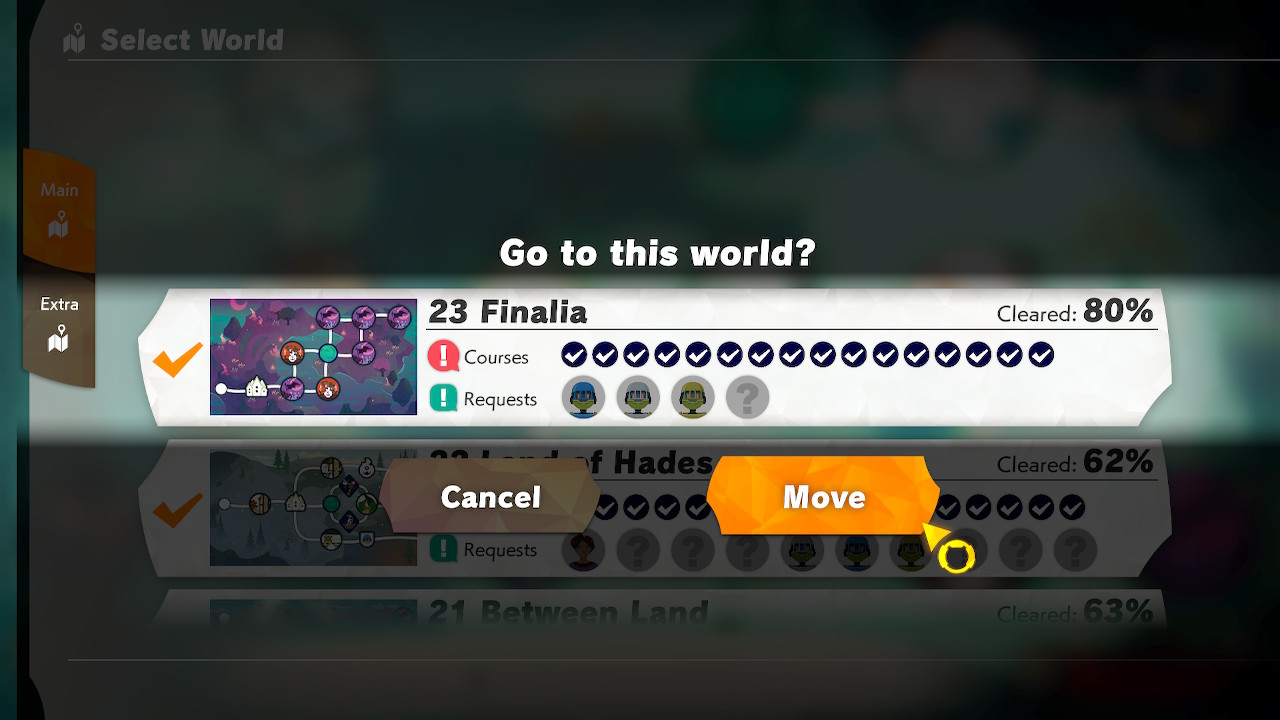 Select World
Main
Extra
Go to this world?
23 Finalia
Cleared: 80%
! Courses
! Requests
?
22 Land of Hades
Cleared: 62%
Cancel
Move
! Requests
? ? ? ? ?
21 Between Land
Cleared: 63%